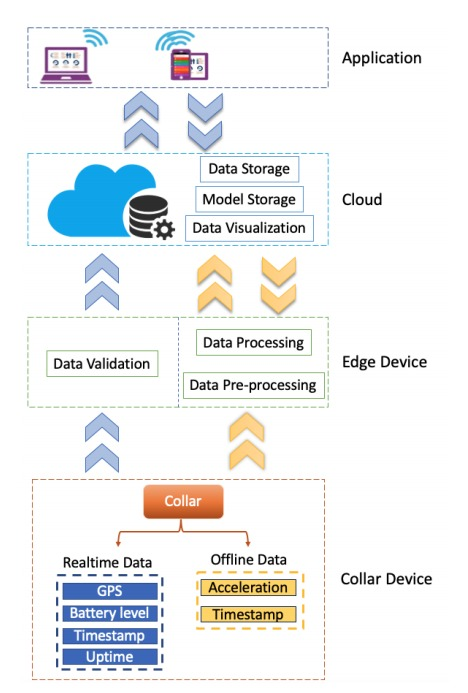 Application
Data Storage
Model Storage
Data Visualization
Cloud
Data Validation
Data Processing
Data Pre-processing
Edge Device
Collar
Realtime Data
GPS
Battery level
Timestamp
Uptime
Offline Data
Acceleration
Timestamp
Collar Device